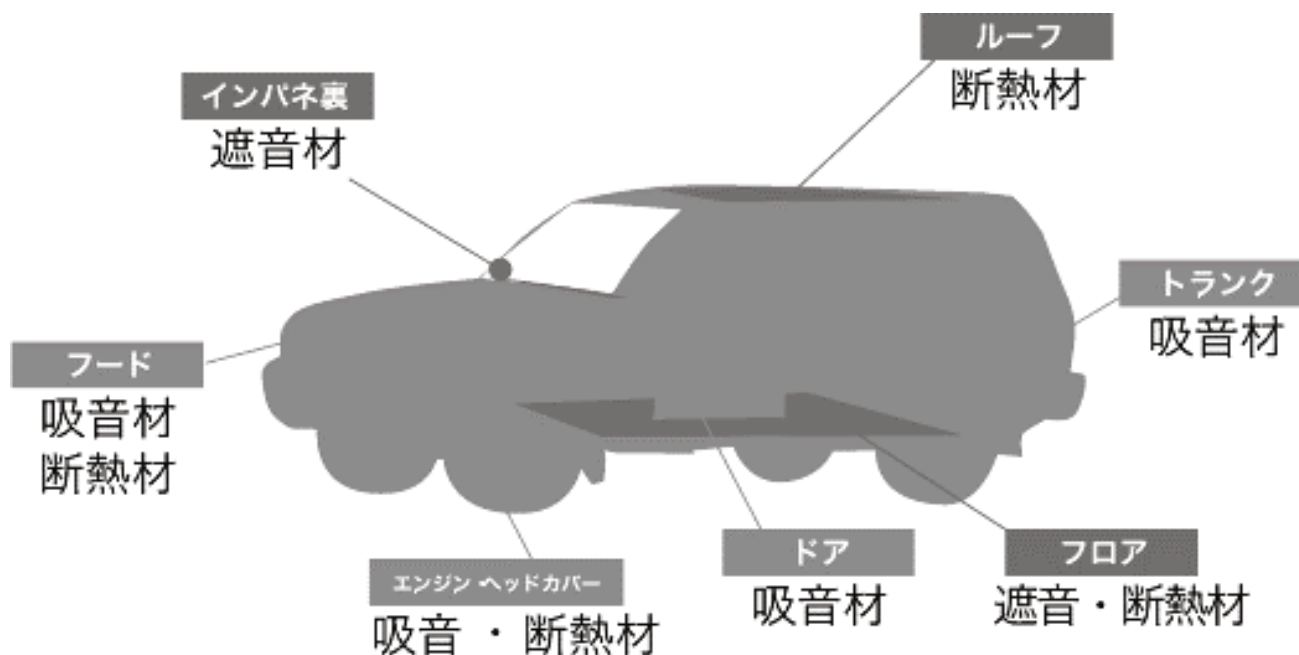 ルーフ
断熱材
インパネ裏
遮音材
トランク
吸音材
フード
吸音材
断熱材
エンジン・ヘッドカバー
吸音・断熱材
ドア
吸音材
フロア
遮音・断熱材